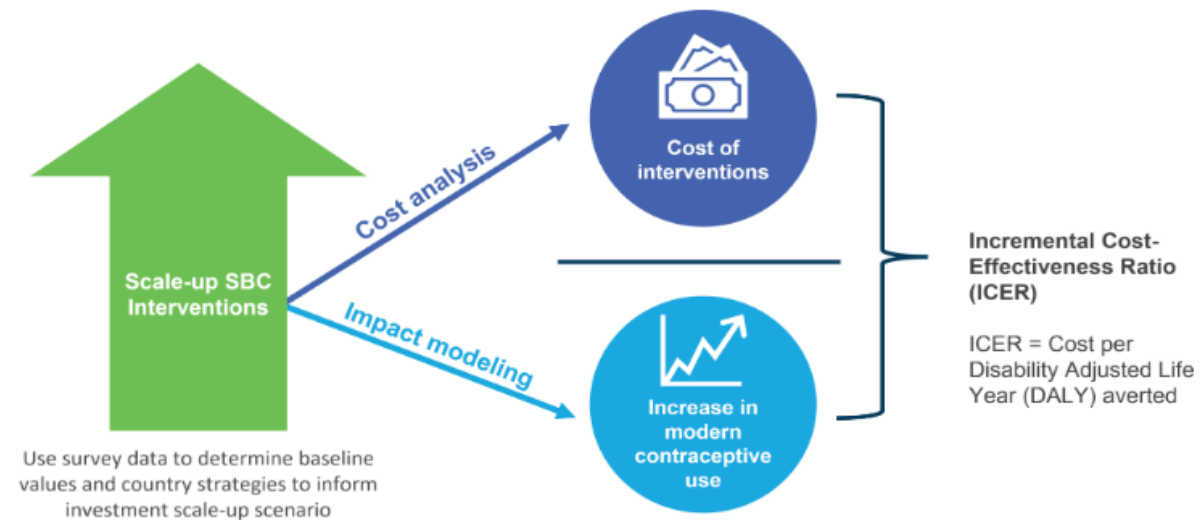 Scale-up SBC
Interventions
Use survey data to determine baseline
values and country strategies to inform
investment scale-up scenario
Cost analysis
Impact modeling
Cost of
interventions
Increase in
modern
contraceptive
use
Incremental Cost-
Effectiveness Ratio
(ICER)
ICER = Cost per
Disability Adjusted Life
Year (DALY) averted